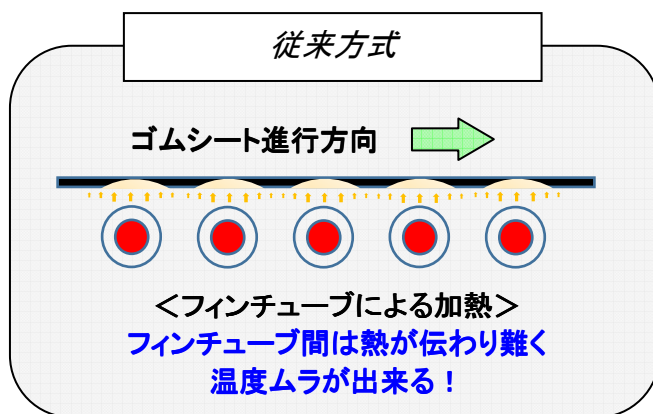 従来方式
ゴムシート進行方向
＜フィンチューブによる加熱＞
フィンチューブ間は熱が伝わり難く
温度ムラが出来る！